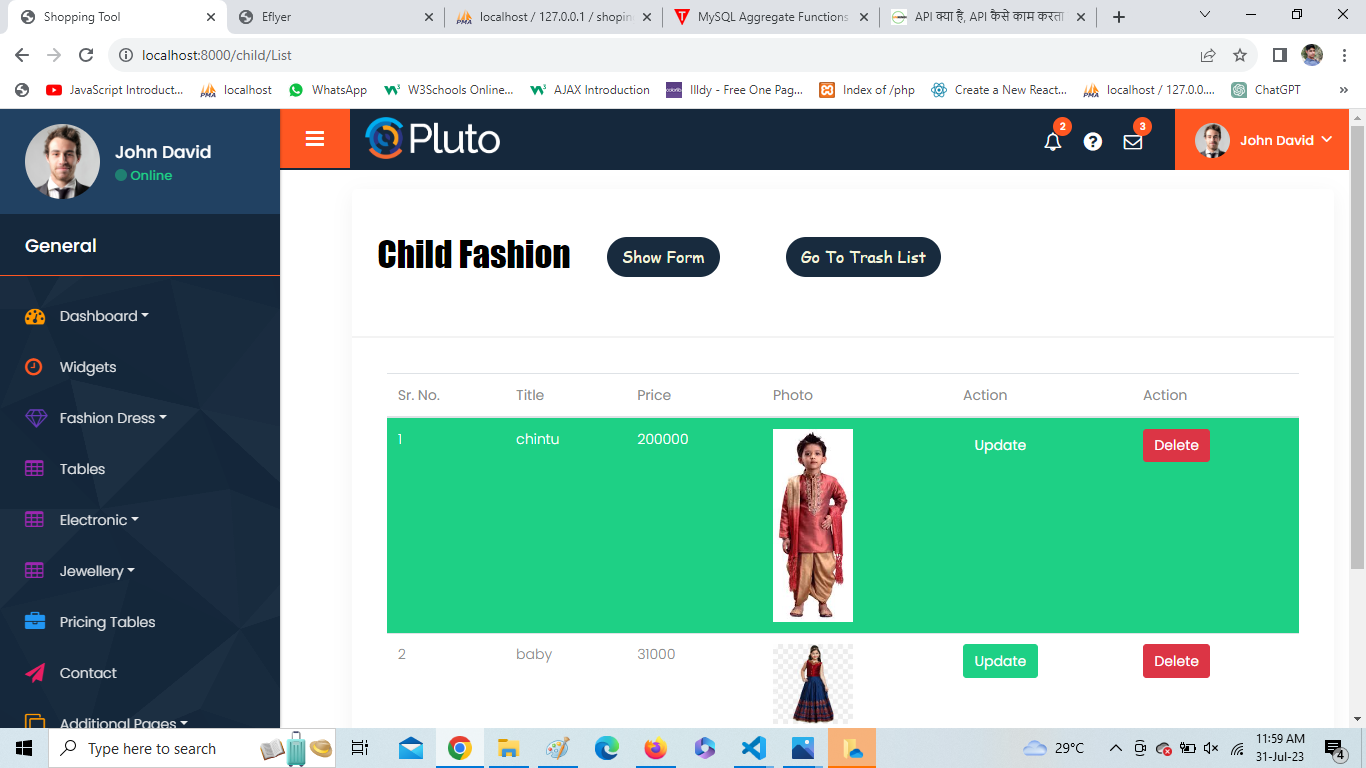 Shopping Tool
Eflyer
localhost / 127.0.0.1 / shopin
MySQL Aggregate Functions
API क्या है, API कैसे काम करता
localhost:8000/child/List
JavaScript Introduct...
localhost
WhatsApp
W3Schools Online...
AJAX Introduction
Illdy - Free One Pag...
Index of /php
Create a New React...
localhost / 127.0.0....
ChatGPT
»
John David
Online
Pluto
2
3
John David
General
Dashboard
Widgets
Fashion Dress
Tables
Electronic
Jewellery
Pricing Tables
Contact
Additional Pages
Child Fashion
Show Form
Go To Trash List
Sr. No. Title Price Photo Action Action
1 chintu 200000 Update Delete
2 baby 31000 Update Delete
Type here to search
29°C
11:59 AM
31-Jul-23
4